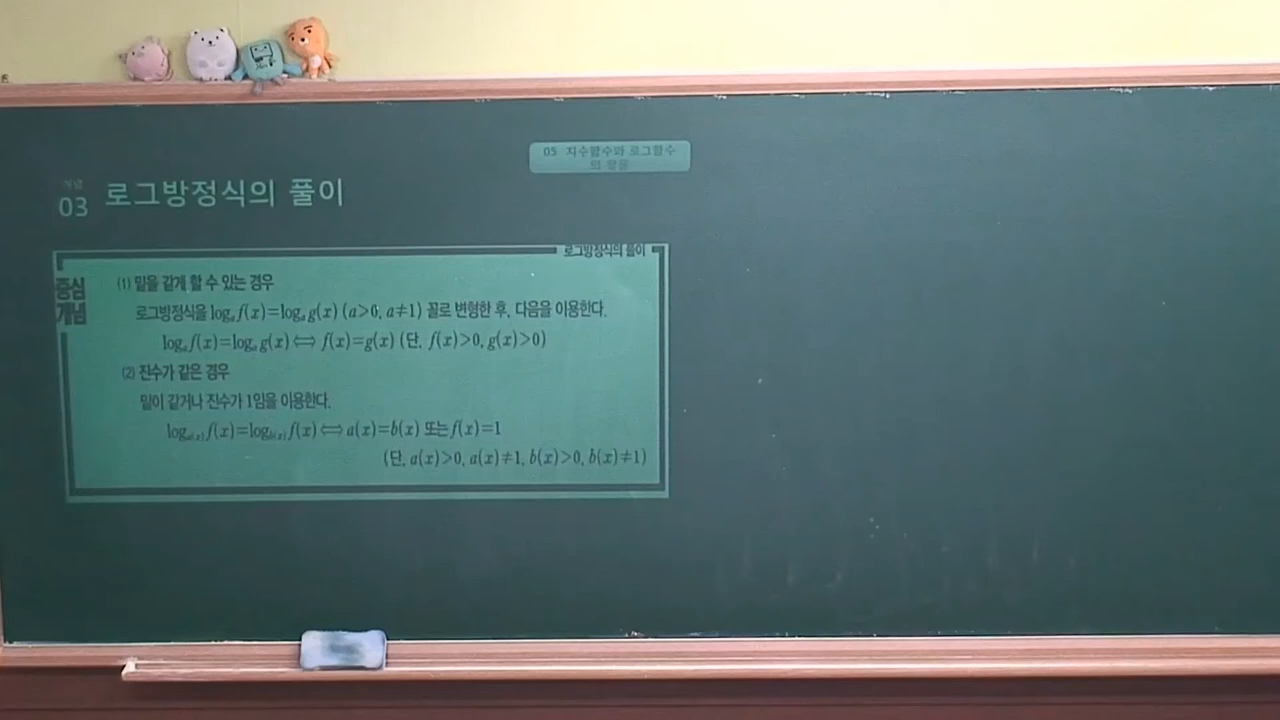 05 지수함수와 로그함수
의 활용
개념
03 로그방정식의 풀이
로그방정식의 풀이
중심
개념
(1) 밑을 같게 할 수 있는 경우
로그방정식을 logₐ f(x)=logₐ g(x) (a>0, a≠1) 꼴로 변형한 후, 다음을 이용한다.
logₐ f(x)=logₐ g(x) ⟺ f(x)=g(x) (단, f(x)>0, g(x)>0)
(2) 진수가 같은 경우
밑이 같거나 진수가 1임을 이용한다.
log_{a(x)} f(x)=log_{b(x)} f(x) ⟺ a(x)=b(x) 또는 f(x)=1
(단, a(x)>0, a(x)≠1, b(x)>0, b(x)≠1)